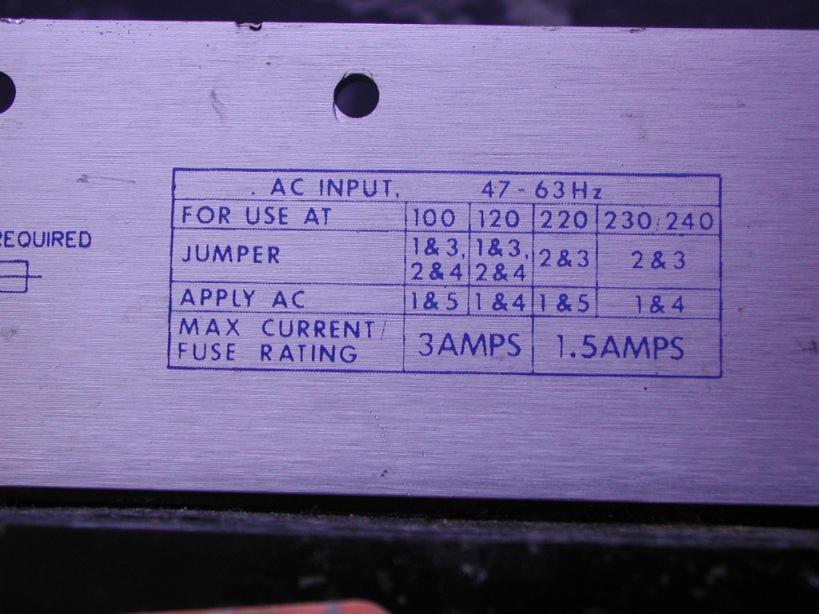 AC INPUT, 47-63Hz
FOR USE AT 100 120 220 230/240
JUMPER 1&3, 2&4 1&3, 2&4 2&3 2&3
APPLY AC 1&5 1&4 1&5 1&4
MAX CURRENT/
FUSE RATING 3AMPS 1.5AMPS
REQUIRED